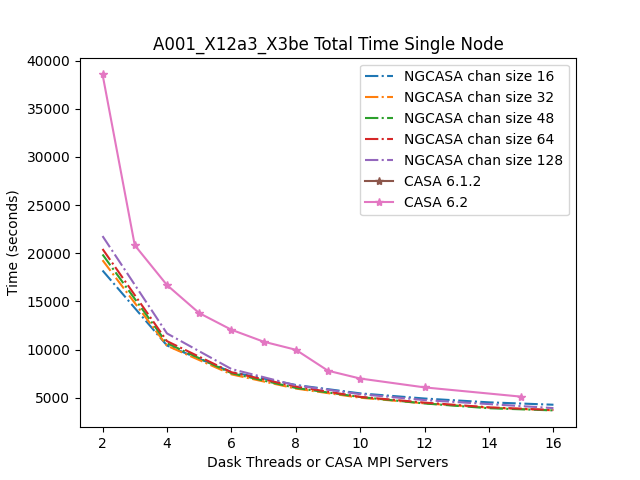 A001_X12a3_X3be Total Time Single Node
40000
35000
30000
25000
20000
15000
10000
5000
Time (seconds)
NGCASA chan size 16
NGCASA chan size 32
NGCASA chan size 48
NGCASA chan size 64
NGCASA chan size 128
CASA 6.1.2
CASA 6.2
2 4 6 8 10 12 14 16
Dask Threads or CASA MPI Servers